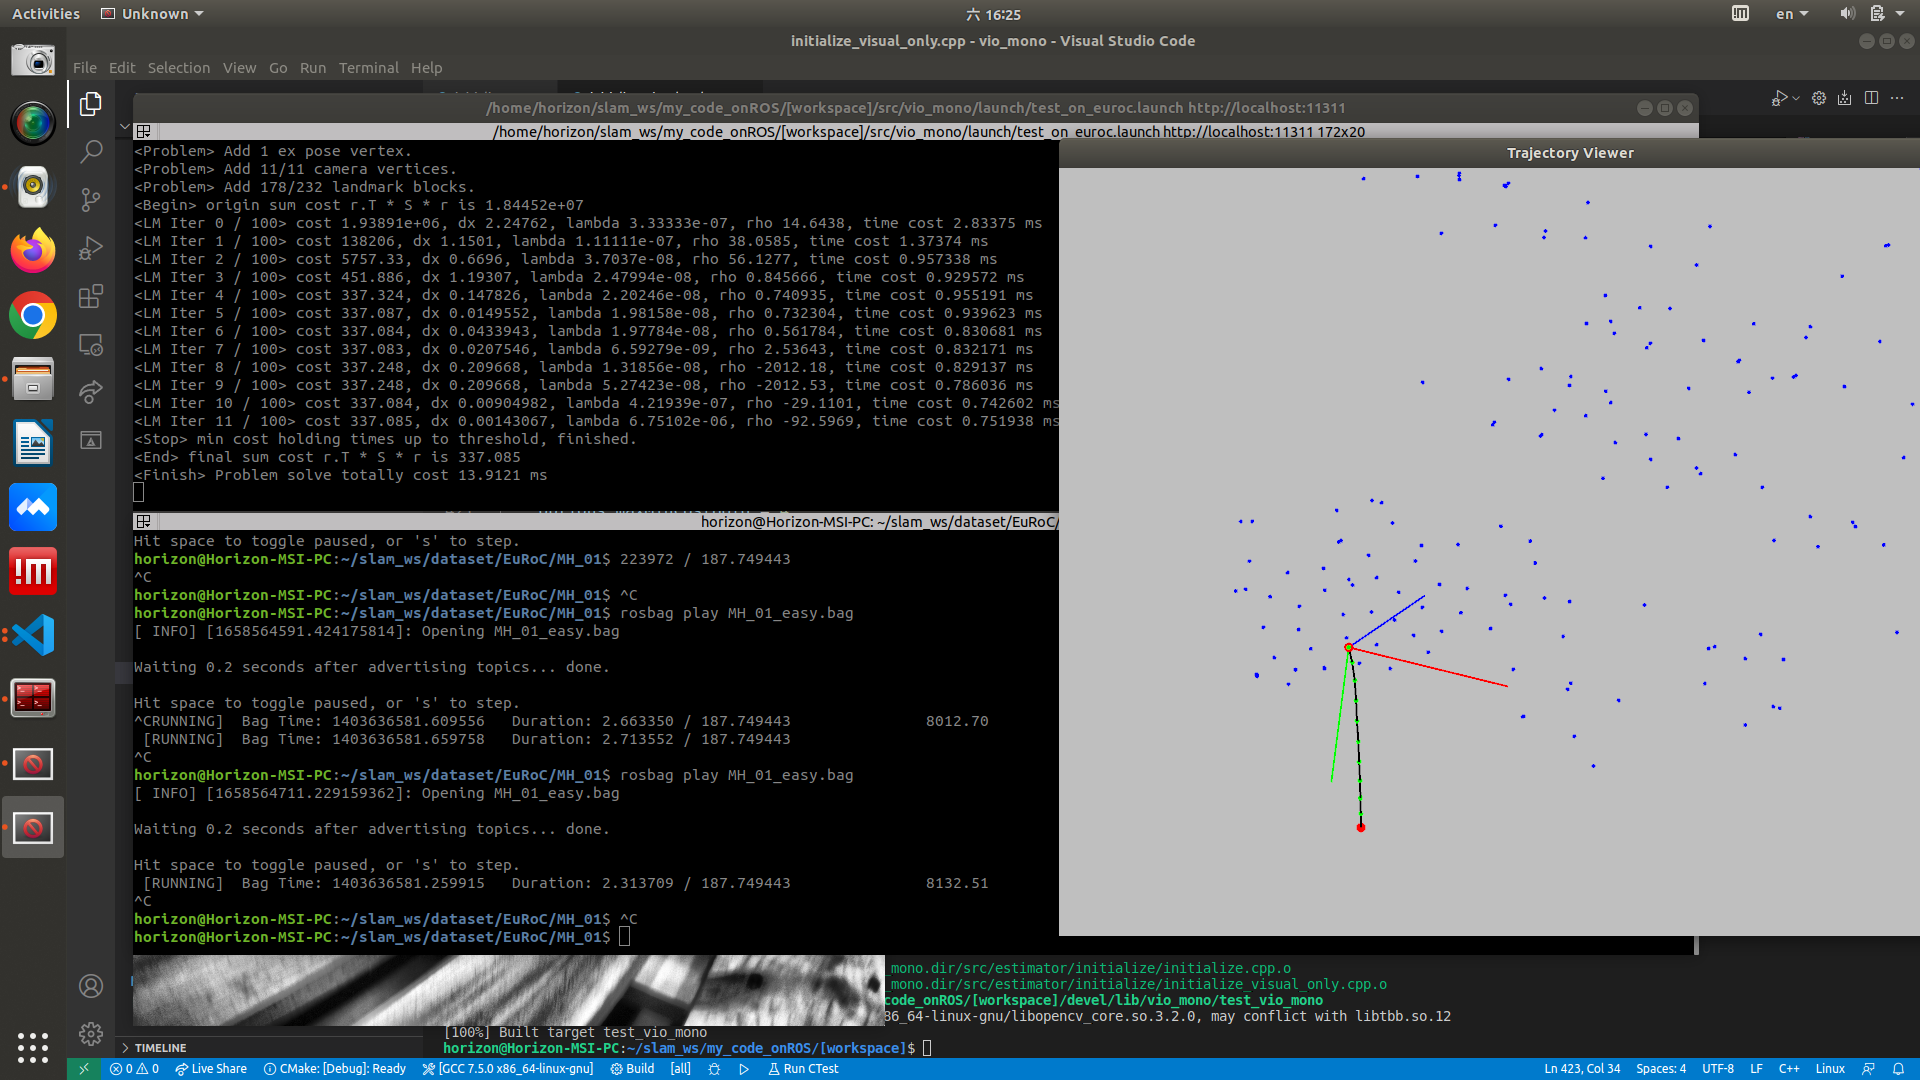 Activities
Unknown
六 16:25
en
initialize_visual_only.cpp - vio_mono - Visual Studio Code
File Edit Selection View Go Run Terminal Help
/home/horizon/slam_ws/my_code_onROS/[workspace]/src/vio_mono/launch/test_on_euroc.launch http://localhost:11311
/home/horizon/slam_ws/my_code_onROS/[workspace]/src/vio_mono/launch/test_on_euroc.launch http://localhost:11311 172x20
<Problem> Add 1 ex pose vertex.
<Problem> Add 11/11 camera vertices.
<Problem> Add 178/232 landmark blocks.
<Begin> origin sum cost r.T * S * r is 1.84452e+07
<LM Iter 0 / 100> cost 1.93891e+06, dx 2.24762, lambda 3.33333e-07, rho 14.6438, time cost 2.83375 ms
<LM Iter 1 / 100> cost 138206, dx 1.1501, lambda 1.11111e-07, rho 38.0585, time cost 1.37374 ms
<LM Iter 2 / 100> cost 5757.33, dx 0.6696, lambda 3.7037e-08, rho 56.1277, time cost 0.957338 ms
<LM Iter 3 / 100> cost 451.886, dx 1.19307, lambda 2.47994e-08, rho 0.845666, time cost 0.929572 ms
<LM Iter 4 / 100> cost 337.324, dx 0.147826, lambda 2.20246e-08, rho 0.740935, time cost 0.955191 ms
<LM Iter 5 / 100> cost 337.087, dx 0.0149552, lambda 1.98158e-08, rho 0.732304, time cost 0.939623 ms
<LM Iter 6 / 100> cost 337.084, dx 0.0433943, lambda 1.97784e-08, rho 0.561784, time cost 0.830681 ms
<LM Iter 7 / 100> cost 337.083, dx 0.0207546, lambda 6.59279e-09, rho 2.53643, time cost 0.832171 ms
<LM Iter 8 / 100> cost 337.248, dx 0.209668, lambda 1.31856e-08, rho -2012.18, time cost 0.829137 ms
<LM Iter 9 / 100> cost 337.248, dx 0.209668, lambda 5.27423e-08, rho -2012.53, time cost 0.786036 ms
<LM Iter 10 / 100> cost 337.084, dx 0.00904982, lambda 4.21939e-07, rho -29.1101, time cost 0.742602 ms
<LM Iter 11 / 100> cost 337.085, dx 0.00143067, lambda 6.75102e-06, rho -92.5969, time cost 0.751938 ms
<Stop> min cost holding times up to threshold, finished.
<End> final sum cost r.T * S * r is 337.085
<Finish> Problem solve totally cost 13.9121 ms
horizon@Horizon-MSI-PC: ~/slam_ws/dataset/EuRoC/
Hit space to toggle paused, or 's' to step.
horizon@Horizon-MSI-PC:~/slam_ws/dataset/EuRoC/MH_01$ 223972 / 187.749443
^C
horizon@Horizon-MSI-PC:~/slam_ws/dataset/EuRoC/MH_01$ ^C
horizon@Horizon-MSI-PC:~/slam_ws/dataset/EuRoC/MH_01$ rosbag play MH_01_easy.bag
[ INFO] [1658564591.424175814]: Opening MH_01_easy.bag
Waiting 0.2 seconds after advertising topics... done.
Hit space to toggle paused, or 's' to step.
^CRUNNING]  Bag Time: 1403636581.609556   Duration: 2.663350 / 187.749443   8012.70
[RUNNING]  Bag Time: 1403636581.659758   Duration: 2.713552 / 187.749443
^C
horizon@Horizon-MSI-PC:~/slam_ws/dataset/EuRoC/MH_01$ rosbag play MH_01_easy.bag
[ INFO] [1658564711.229159362]: Opening MH_01_easy.bag
Waiting 0.2 seconds after advertising topics... done.
Hit space to toggle paused, or 's' to step.
[RUNNING]  Bag Time: 1403636581.259915   Duration: 2.313709 / 187.749443   8132.51
^C
horizon@Horizon-MSI-PC:~/slam_ws/dataset/EuRoC/MH_01$ ^C
horizon@Horizon-MSI-PC:~/slam_ws/dataset/EuRoC/MH_01$
Trajectory Viewer
_mono.dir/src/estimator/initialize/initialize.cpp.o
_mono.dir/src/estimator/initialize/initialize_visual_only.cpp.o
code_onROS/[workspace]/devel/lib/vio_mono/test_vio_mono
86_64-linux-gnu/libopencv_core.so.3.2.0, may conflict with libtbb.so.12
[100%] Built target test_vio_mono
horizon@Horizon-MSI-PC:~/slam_ws/my_code_onROS/[workspace]$
TIMELINE
0 0 Live Share CMake: [Debug]: Ready [GCC 7.5.0 x86_64-linux-gnu] Build [all] Run CTest
Ln 423, Col 34 Spaces: 4 UTF-8 LF C++ Linux